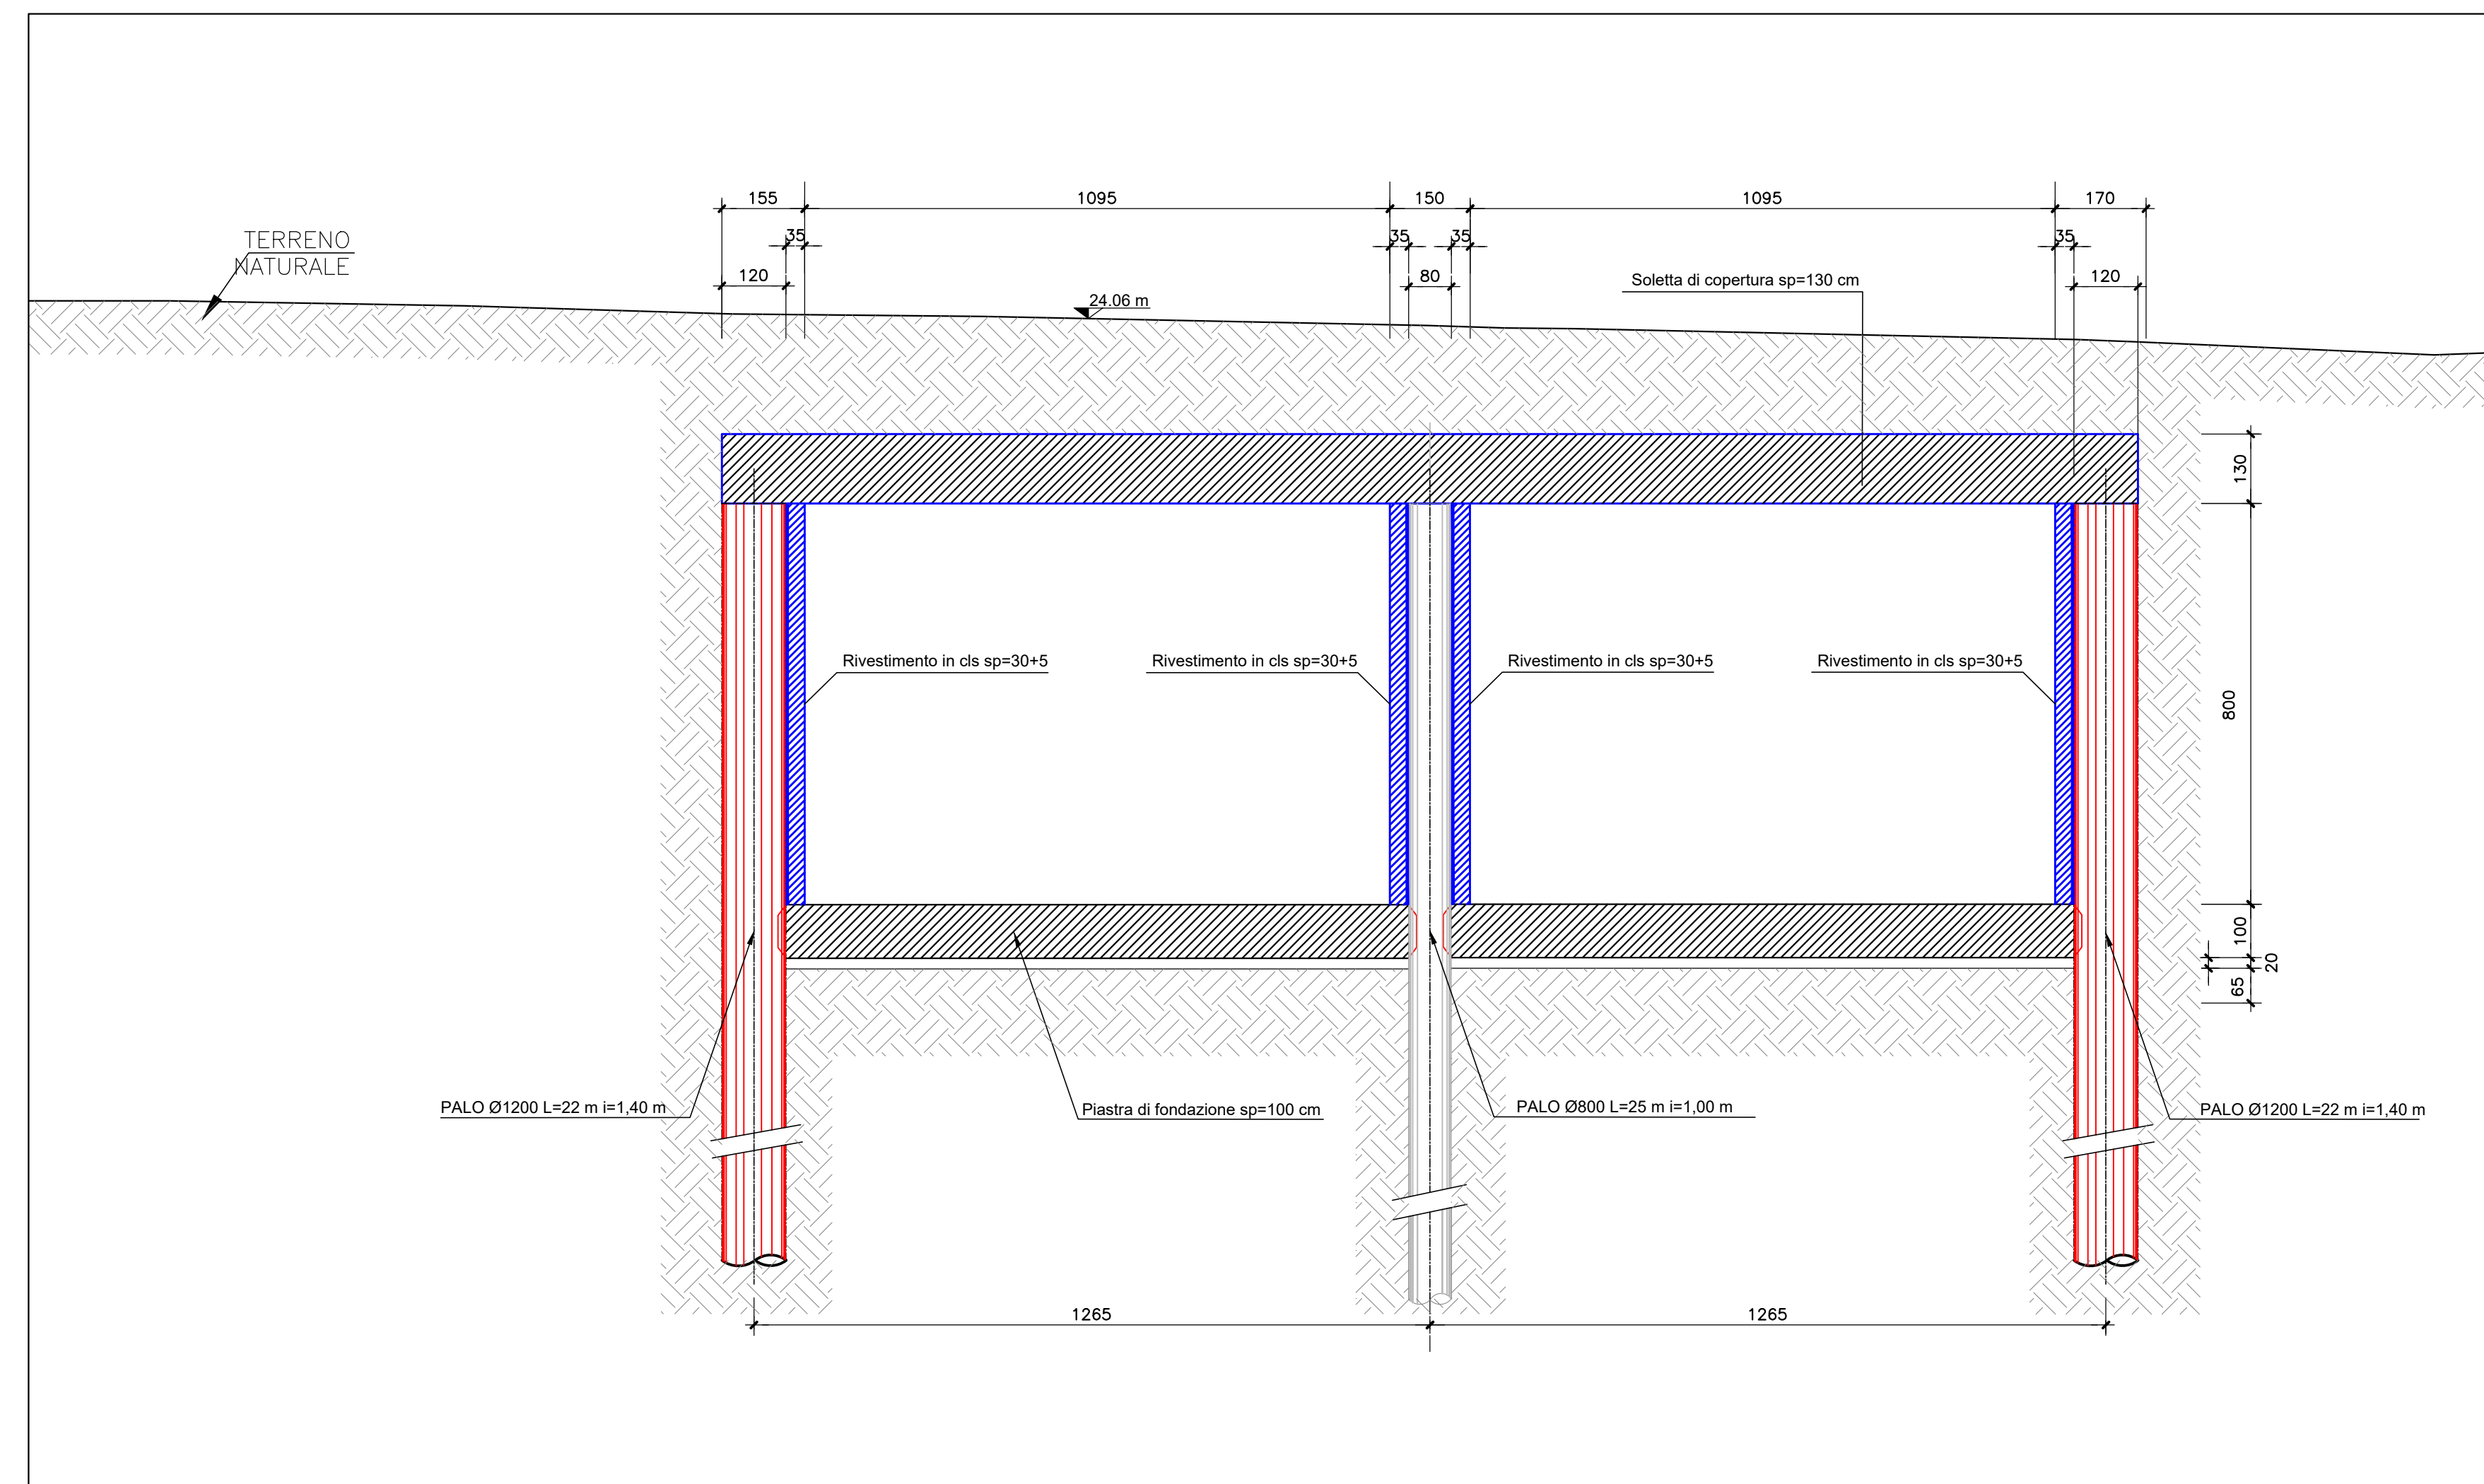 155
1095
150
1095
170
TERRENO
NATURALE
35
35
35
35
120
80
120
Soletta di copertura sp=130 cm
24.06 m
130
Rivestimento in cls sp=30+5
Rivestimento in cls sp=30+5
Rivestimento in cls sp=30+5
Rivestimento in cls sp=30+5
800
100
20
65
PALO Ø1200 L=22 m i=1,40 m
Piastra di fondazione sp=100 cm
PALO Ø800 L=25 m i=1,00 m
PALO Ø1200 L=22 m i=1,40 m
1265
1265